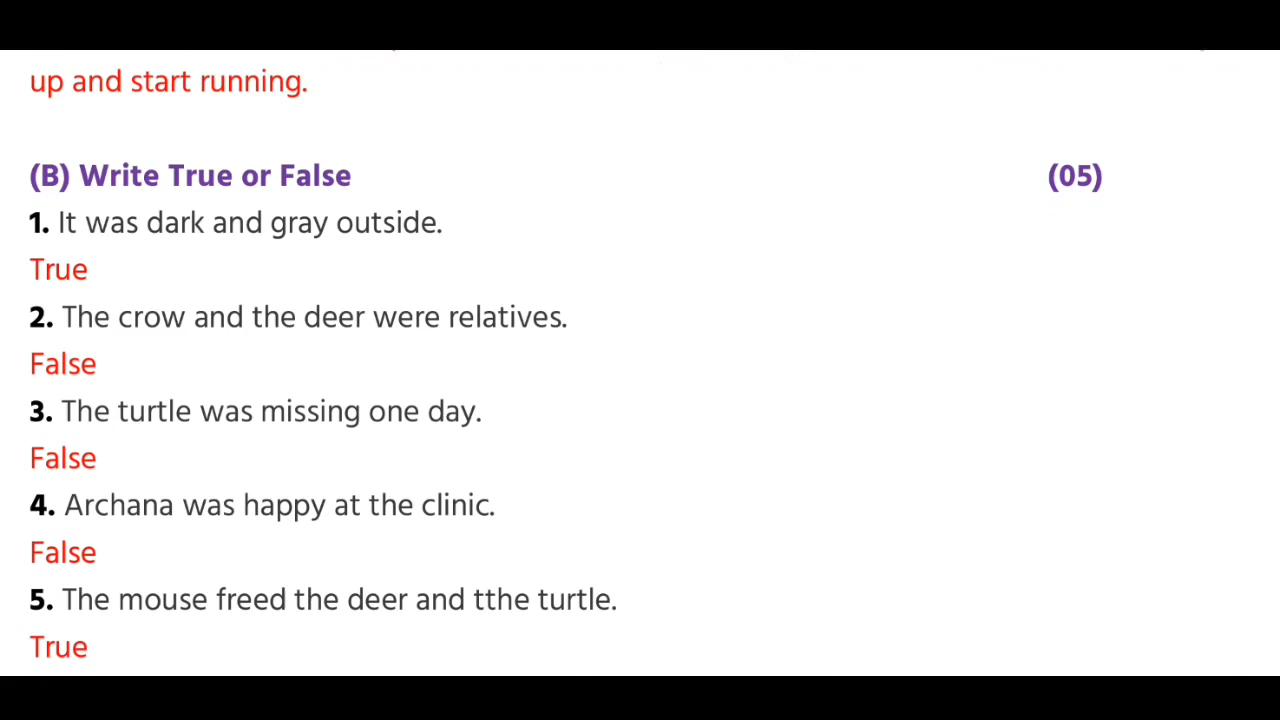 up and start running.
(B) Write True or False (05)
1. It was dark and gray outside.
True
2. The crow and the deer were relatives.
False
3. The turtle was missing one day.
False
4. Archana was happy at the clinic.
False
5. The mouse freed the deer and tthe turtle.
True